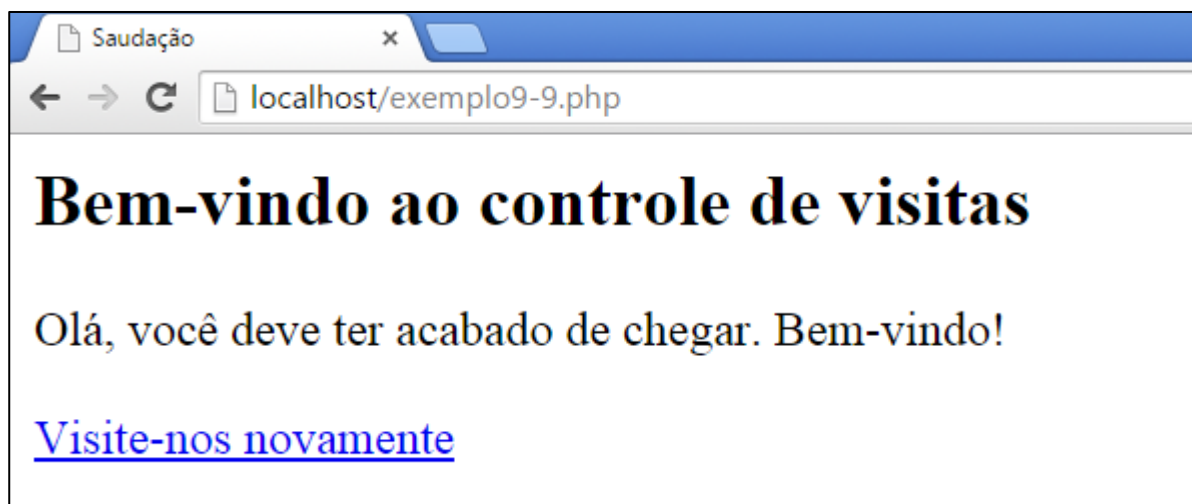 Saudação
localhost/exemplo9-9.php
Bem-vindo ao controle de visitas
Olá, você deve ter acabado de chegar. Bem-vindo!
Visite-nos novamente